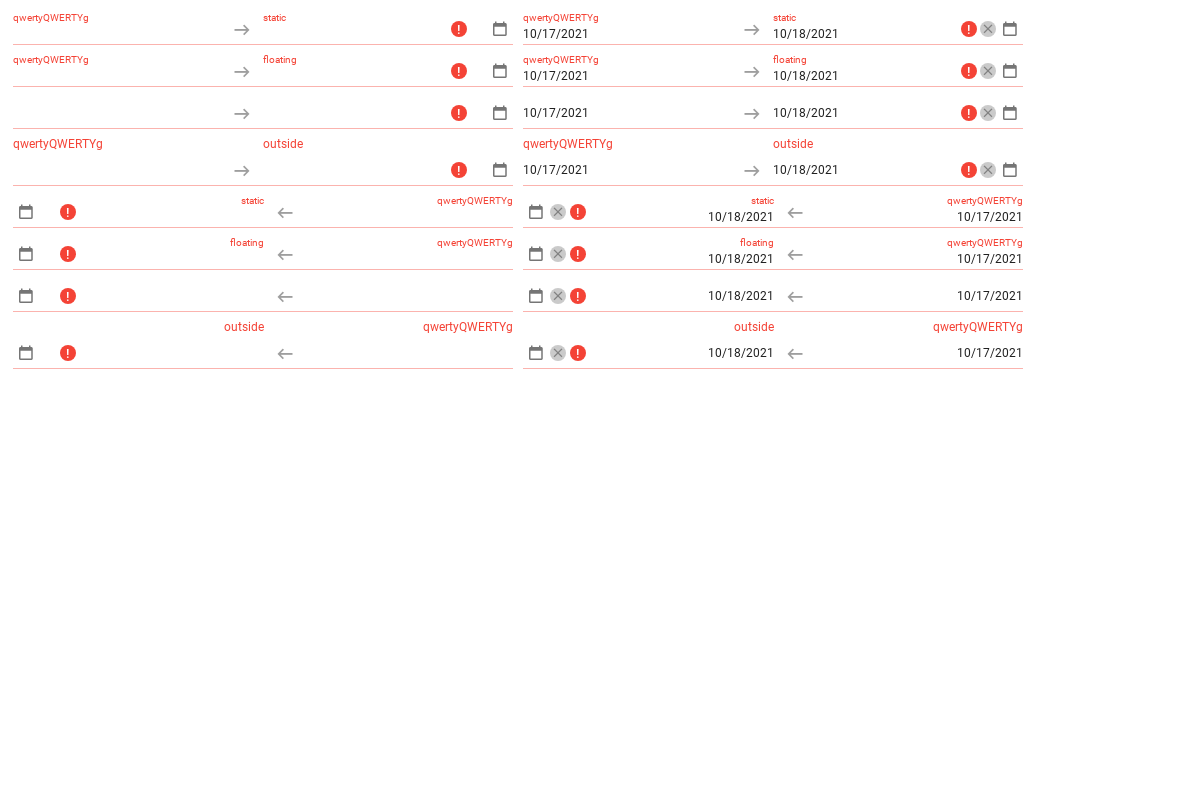 qwertyQWERTYg static qwertyQWERTYg static
10/17/2021 10/18/2021
qwertyQWERTYg floating qwertyQWERTYg floating
10/17/2021 10/18/2021
10/17/2021 10/18/2021
qwertyQWERTYg outside qwertyQWERTYg outside
10/17/2021 10/18/2021
static qwertyQWERTYg static qwertyQWERTYg
10/18/2021 10/17/2021
floating qwertyQWERTYg floating qwertyQWERTYg
10/18/2021 10/17/2021
10/18/2021 10/17/2021
outside qwertyQWERTYg outside qwertyQWERTYg
10/18/2021 10/17/2021